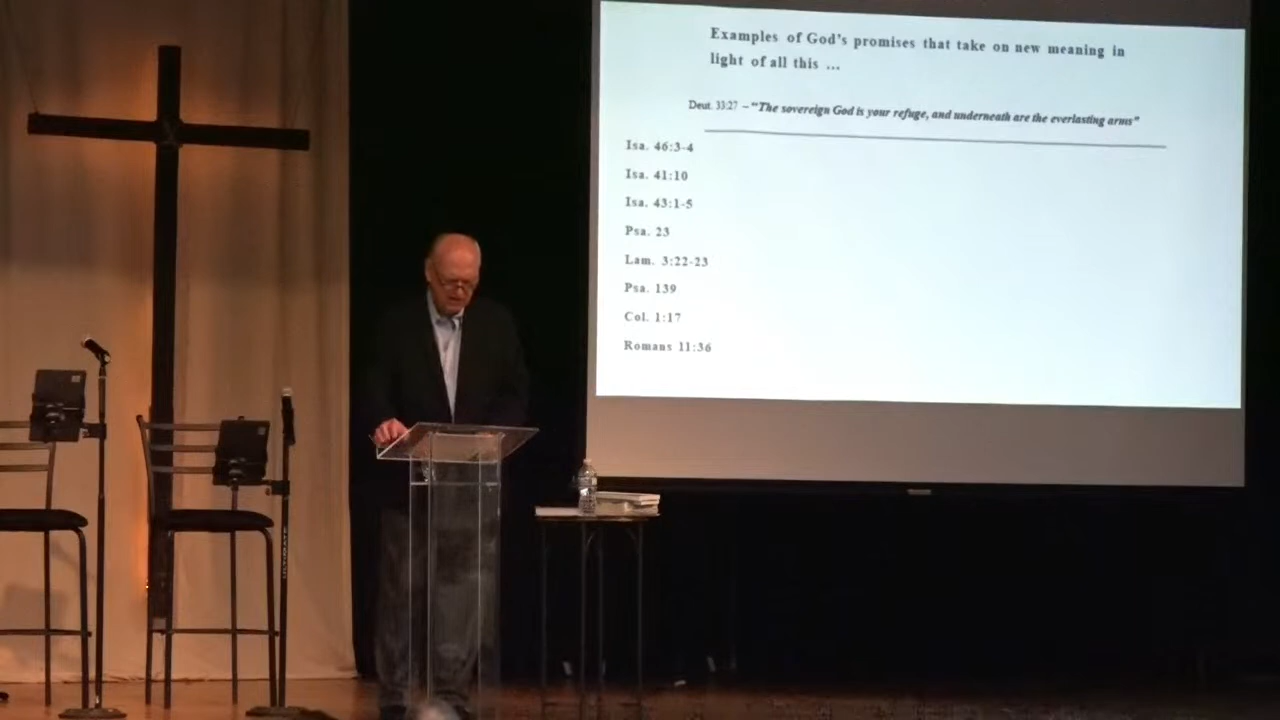 Examples of God's promises that take on new meaning in
light of all this ...
Deut. 33:27 – "The sovereign God is your refuge, and underneath are the everlasting arms"
Isa. 46:3-4
Isa. 41:10
Isa. 43:1-5
Psa. 23
Lam. 3:22-23
Psa. 139
Col. 1:17
Romans 11:36
ULTIMATE